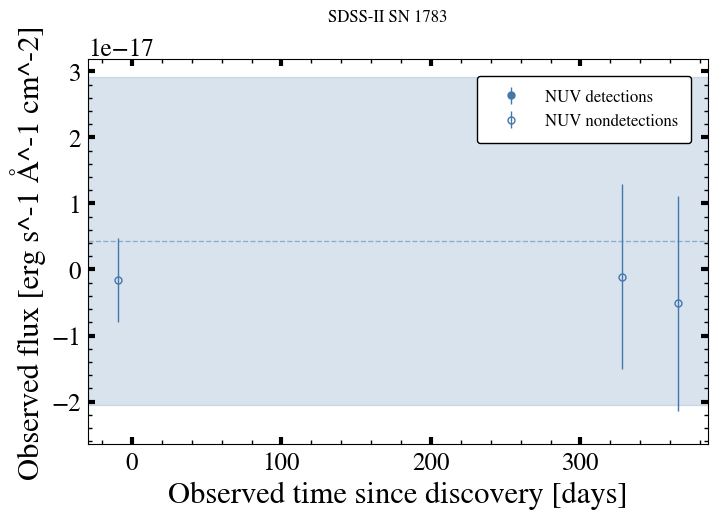 SDSS-II SN 1783
1e−17
3
2
1
0
−1
−2
Observed flux [erg s^-1 Å^-1 cm^-2]
NUV detections
NUV nondetections
0 100 200 300
Observed time since discovery [days]